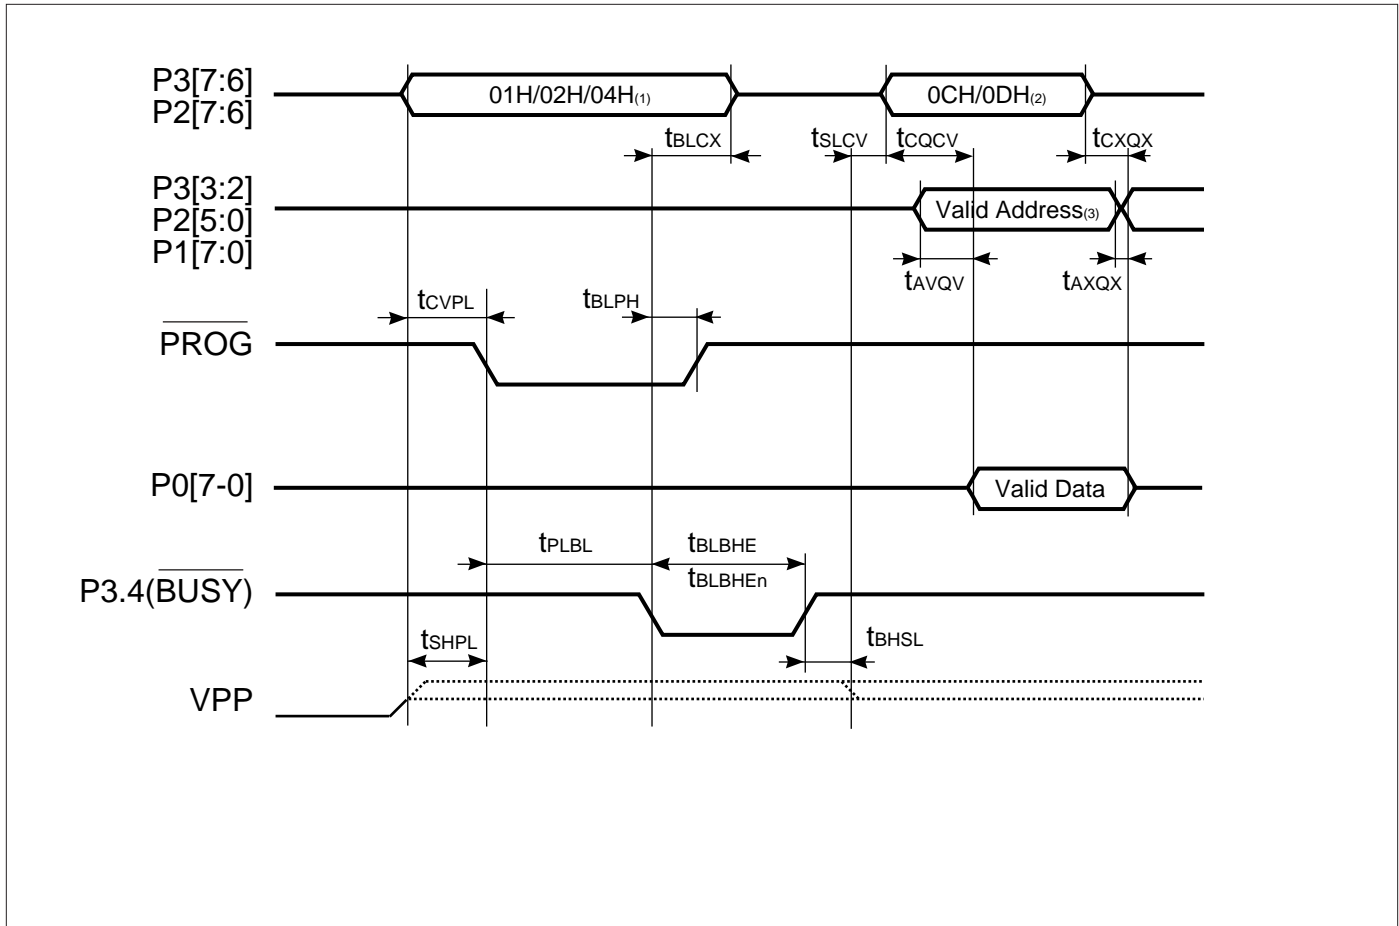 P3[7:6]
P2[7:6]
01H/02H/04H(1)
0CH/0DH(2)
tBLCX
tSLCV
tCQCV
tCXQX
P3[3:2]
P2[5:0]
P1[7:0]
Valid Address(3)
tAVQV
tAXQX
tCVPL
tBLPH
PROG
P0[7-0]
Valid Data
tPLBL
tBLBHE
tBLBHEn
P3.4(BUSY)
tSHPL
tBHSL
VPP